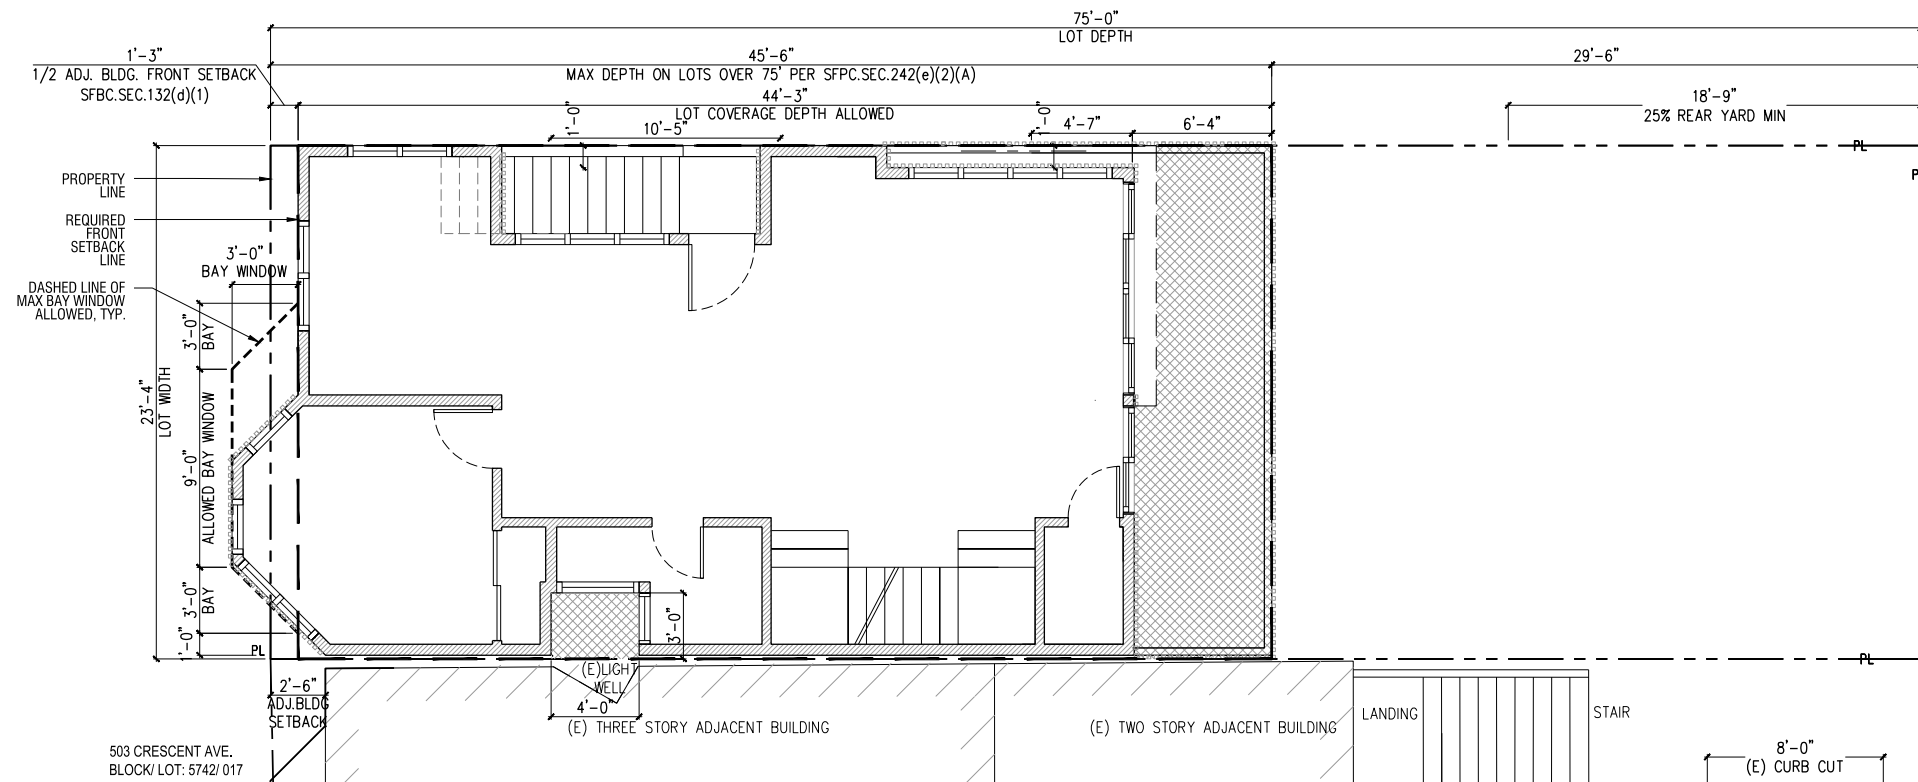 75'-0"
LOT DEPTH
1'-3"
1/2 ADJ. BLDG. FRONT SETBACK
SFBC.SEC.132(d)(1)
45'-6"
MAX DEPTH ON LOTS OVER 75' PER SFPC.SEC.242(e)(2)(A)
29'-6"
44'-3"
LOT COVERAGE DEPTH ALLOWED
18'-9"
25% REAR YARD MIN
1'-0"
10'-5"
1'-0"
4'-7"
6'-4"
PL
P
PROPERTY
LINE
REQUIRED
FRONT
SETBACK
LINE
3'-0"
BAY WINDOW
DASHED LINE OF
MAX BAY WINDOW
ALLOWED, TYP.
3'-0"
BAY
23'-4"
LOT WIDTH
9'-0"
ALLOWED BAY WINDOW
3'-0"
BAY
1'-0"
PL
3'-0"
PL
(E)LIGHT
WELL
4'-0"
2'-6"
ADJ.BLDG
SETBACK
(E) THREE STORY ADJACENT BUILDING
(E) TWO STORY ADJACENT BUILDING
LANDING
STAIR
503 CRESCENT AVE.
BLOCK/ LOT: 5742/ 017
8'-0"
(E) CURB CUT